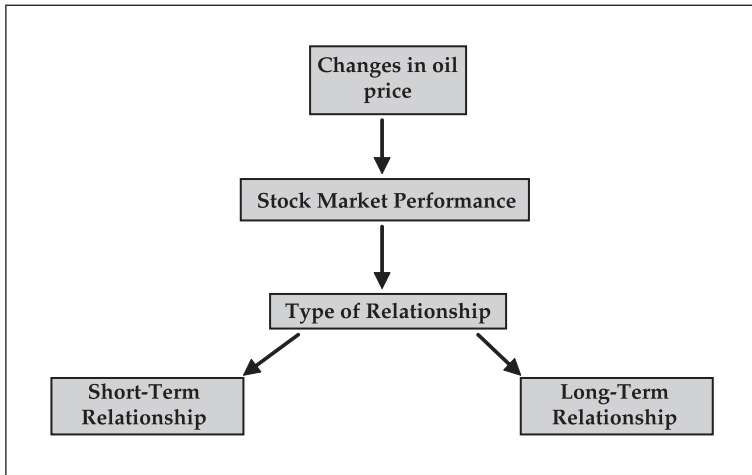 Changes in oil
price
Stock Market Performance
Type of Relationship
Short-Term
Relationship
Long-Term
Relationship